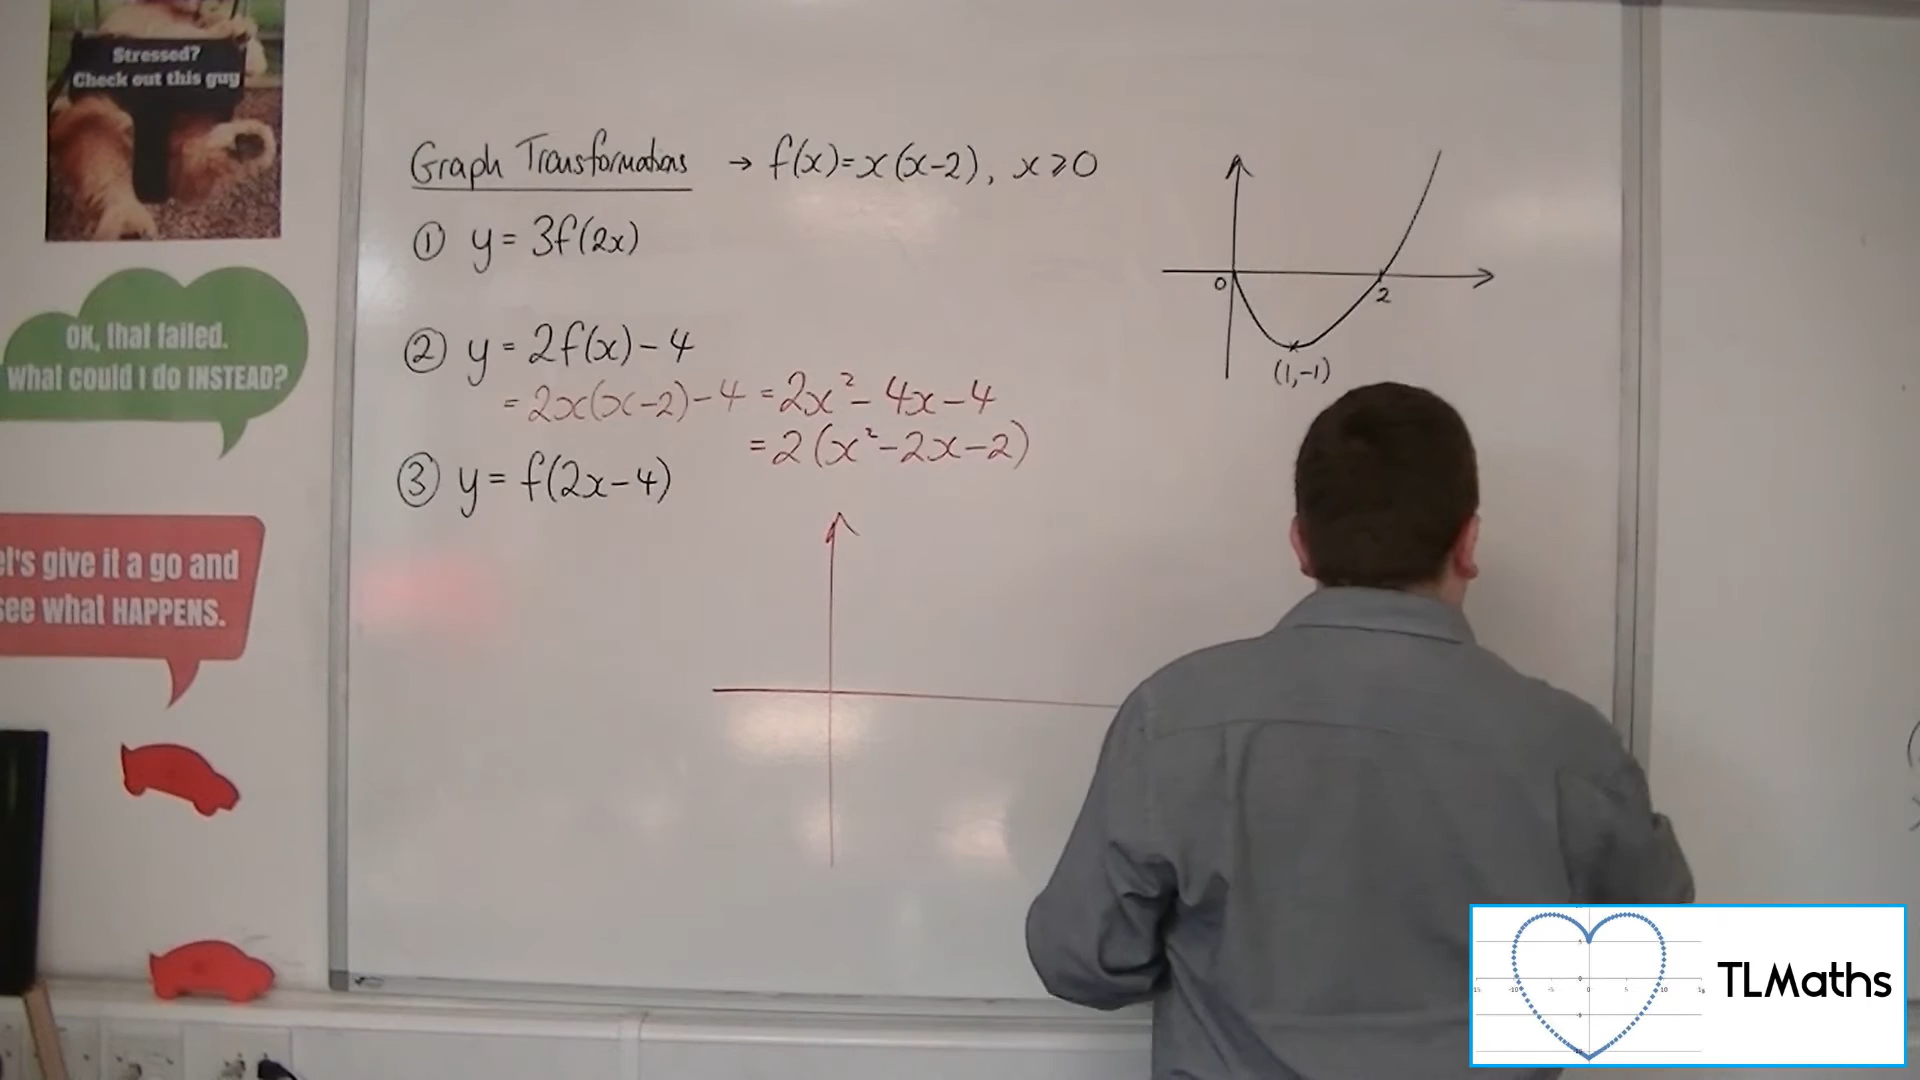 Stressed?
Check out this guy
OK, that failed.
What could I do INSTEAD?
let's give it a go and
see what HAPPENS.
Graph Transformations → f(x)=x(x-2), x⩾0
① y = 3f(2x)
② y = 2f(x)-4
= 2x(x-2)-4 = 2x²-4x-4
= 2(x²-2x-2)
③ y = f(2x-4)
0
2
(1,-1)
TLMaths